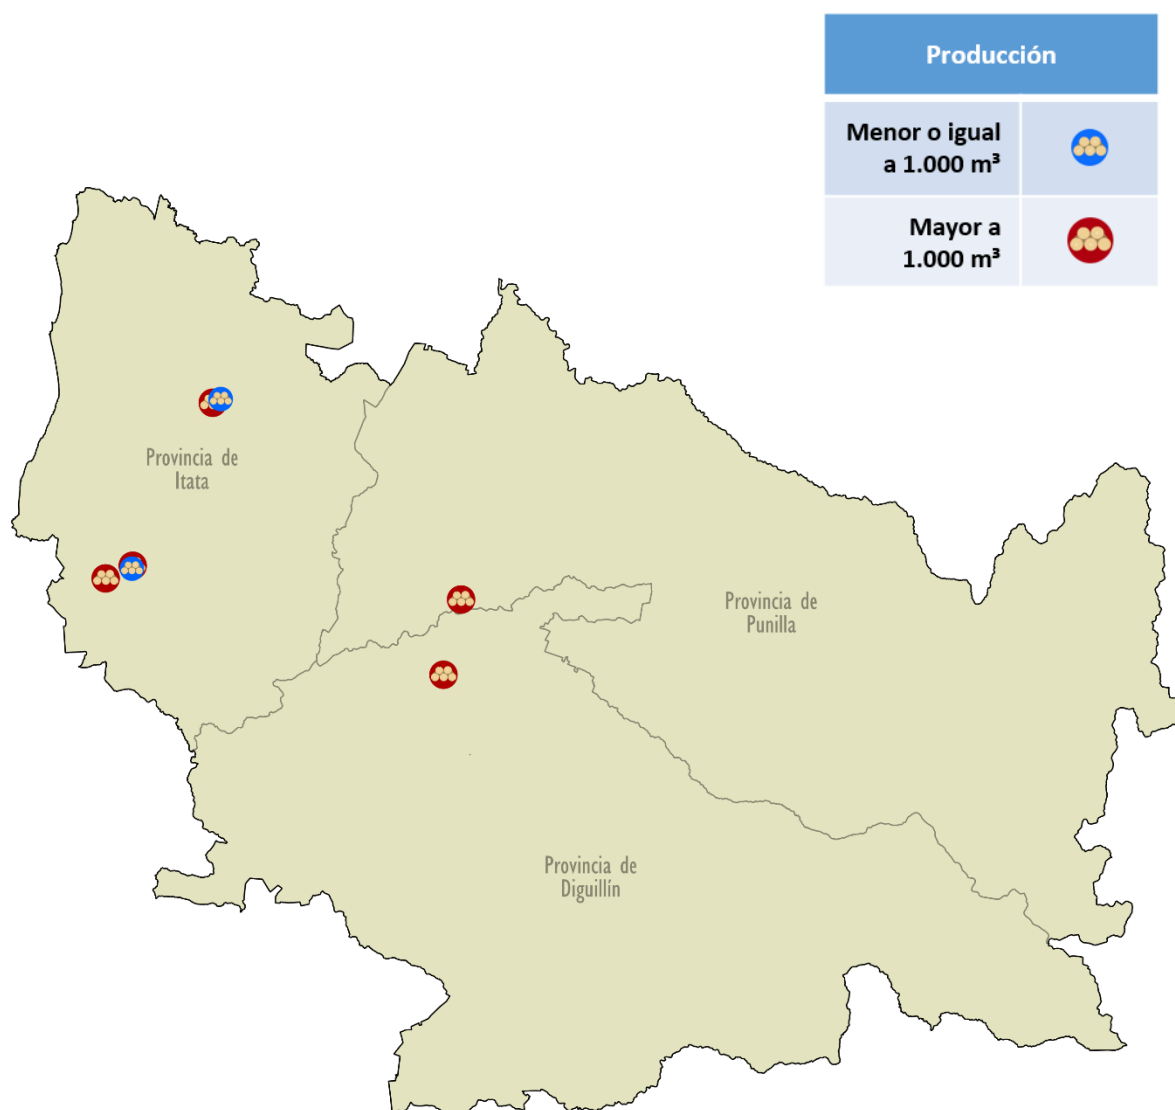 Producción
Menor o igual
a 1.000 m³
Mayor a
1.000 m³
Provincia de
Itata
Provincia de
Punilla
Provincia de
Diguillín